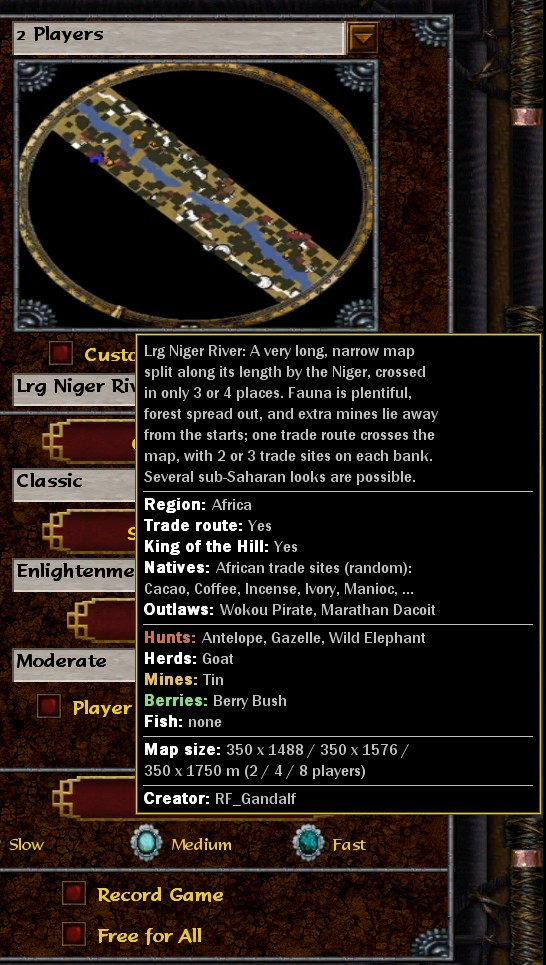 2 Players
Custo
Lrg Niger Riv
Classic
Enlightenme
Moderate
Player
Lrg Niger River: A very long, narrow map
split along its length by the Niger, crossed
in only 3 or 4 places. Fauna is plentiful,
forest spread out, and extra mines lie away
from the starts; one trade route crosses the
map, with 2 or 3 trade sites on each bank.
Several sub-Saharan looks are possible.
Region: Africa
Trade route: Yes
King of the Hill: Yes
Natives: African trade sites (random):
Cacao, Coffee, Incense, Ivory, Manioc, ...
Outlaws: Wokou Pirate, Marathan Dacoit
Hunts: Antelope, Gazelle, Wild Elephant
Herds: Goat
Mines: Tin
Berries: Berry Bush
Fish: none
Map size: 350 x 1488 / 350 x 1576 /
350 x 1750 m (2 / 4 / 8 players)
Creator: RF_Gandalf
Slow Medium Fast
Record Game
Free for All